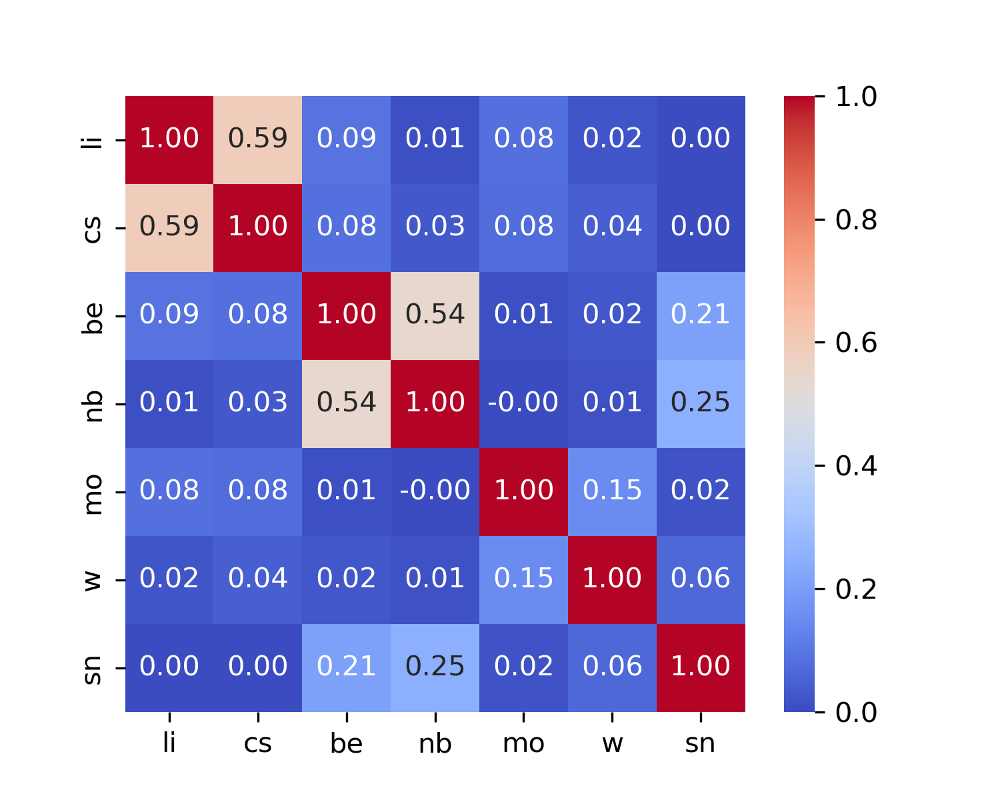 li 1.00 0.59 0.09 0.01 0.08 0.02 0.00
cs 0.59 1.00 0.08 0.03 0.08 0.04 0.00
be 0.09 0.08 1.00 0.54 0.01 0.02 0.21
nb 0.01 0.03 0.54 1.00 -0.00 0.01 0.25
mo 0.08 0.08 0.01 -0.00 1.00 0.15 0.02
w 0.02 0.04 0.02 0.01 0.15 1.00 0.06
sn 0.00 0.00 0.21 0.25 0.02 0.06 1.00
li cs be nb mo w sn
1.0
0.8
0.6
0.4
0.2
0.0